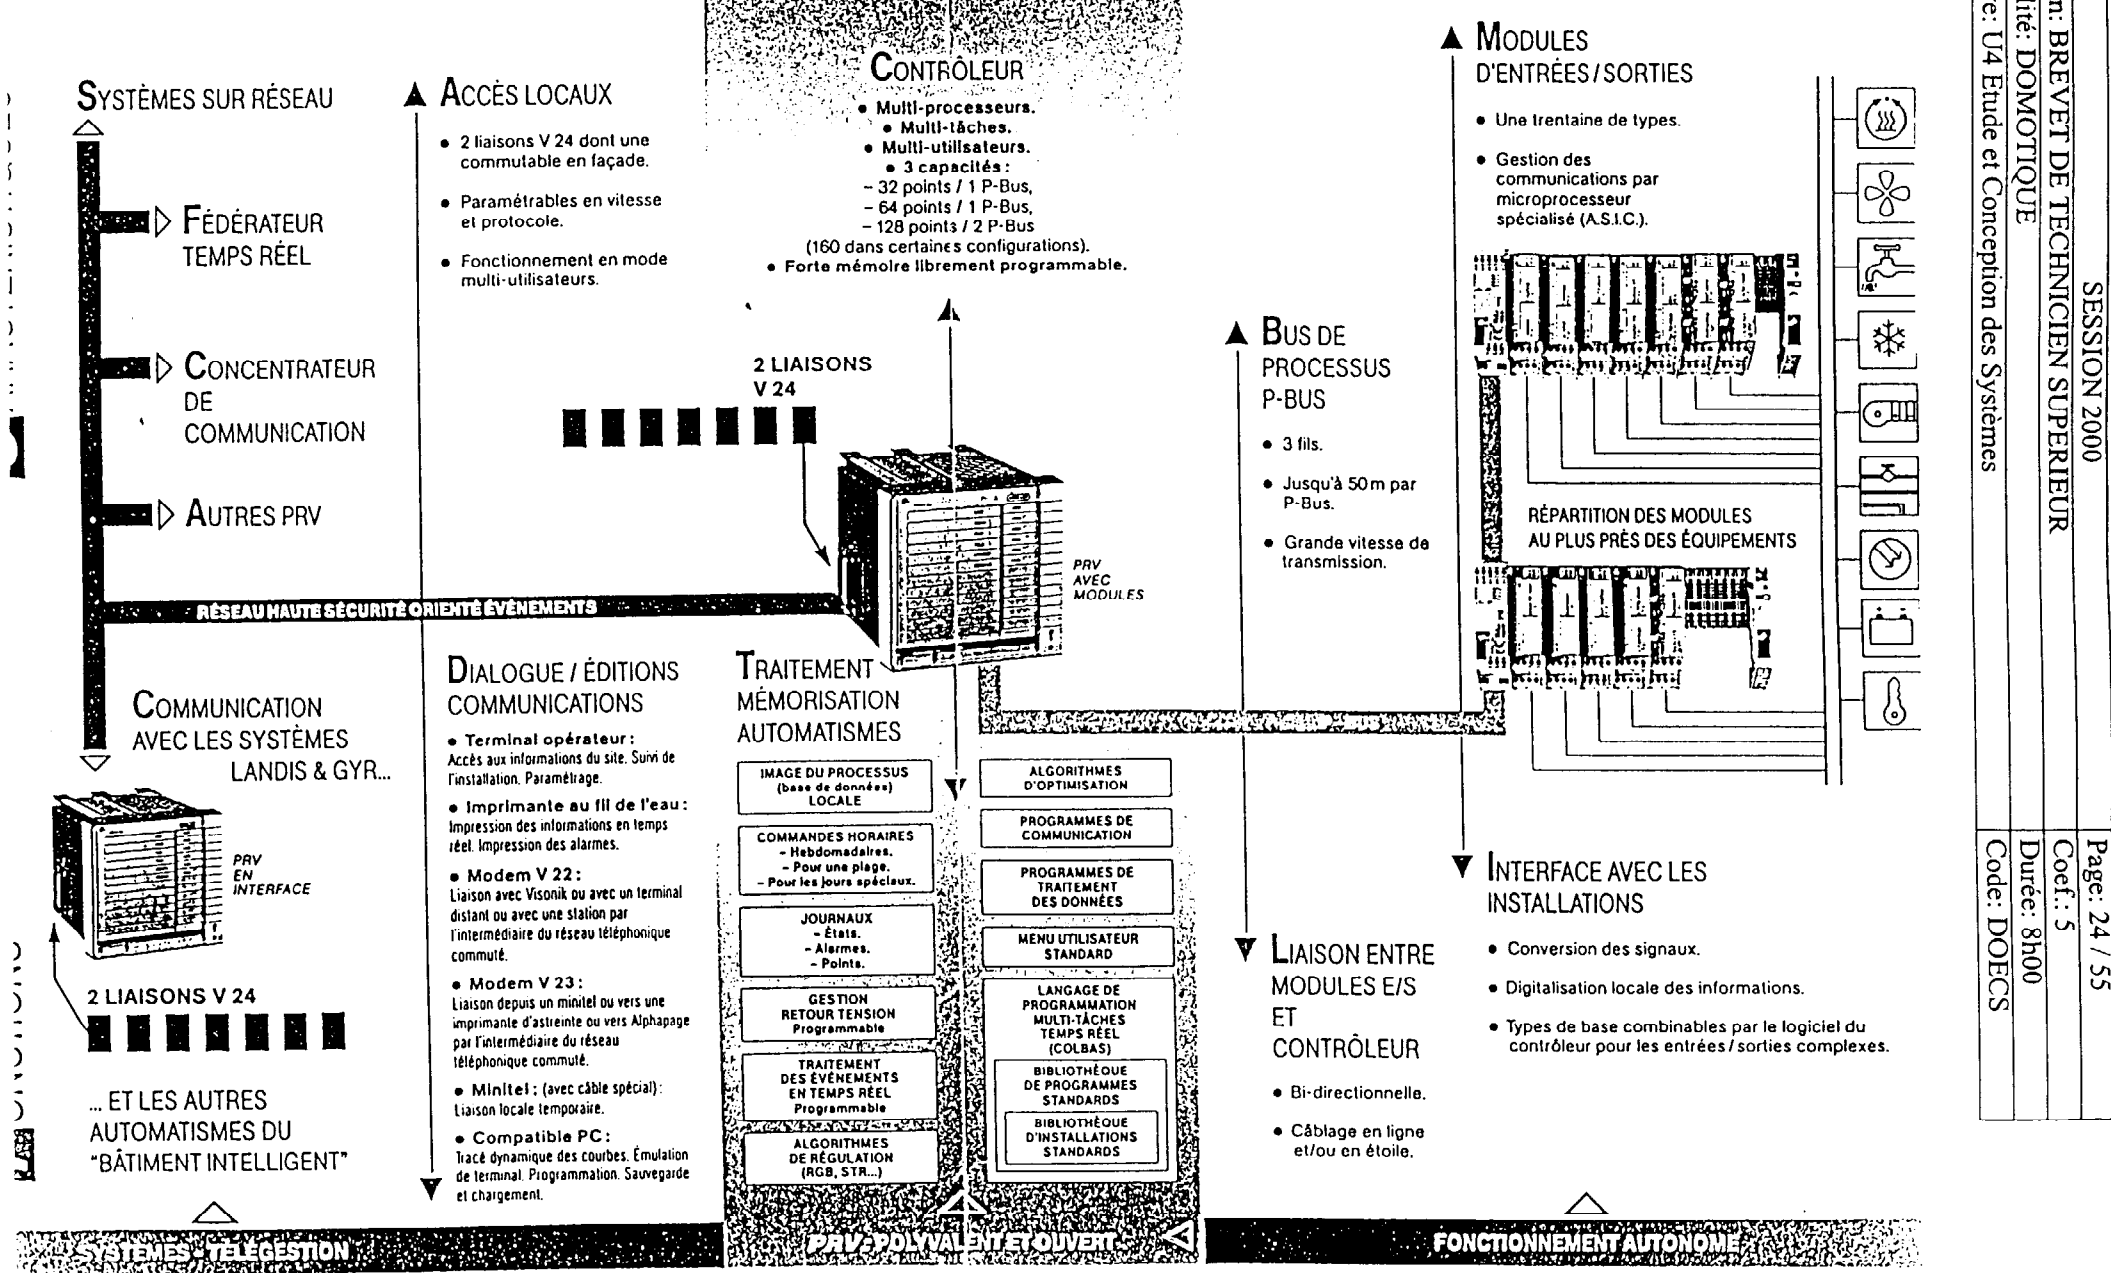 SYSTÈMES SUR RÉSEAU
FÉDÉRATEUR
TEMPS RÉEL
CONCENTRATEUR
DE
COMMUNICATION
AUTRES PRV
RÉSEAU HAUTE SÉCURITÉ ORIENTÉ ÉVÉNEMENTS
COMMUNICATION
AVEC LES SYSTÈMES
LANDIS & GYR...
PRV
EN
INTERFACE
2 LIAISONS V 24
... ET LES AUTRES
AUTOMATISMES DU
"BÂTIMENT INTELLIGENT"
ACCÈS LOCAUX
● 2 liaisons V 24 dont une
commutable en façade.
● Paramétrables en vitesse
et protocole.
● Fonctionnement en mode
multi-utilisateurs.
DIALOGUE / ÉDITIONS
COMMUNICATIONS
● Terminal opérateur :
Accès aux informations du site. Suivi de
l'installation. Paramétrage.
● Imprimante au fil de l'eau :
Impression des informations en temps
réel. Impression des alarmes.
● Modem V 22 :
Liaison avec Visonik ou avec un terminal
distant ou avec une station par
l'intermédiaire du réseau téléphonique
commuté.
● Modem V 23 :
Liaison depuis un minitel ou vers une
imprimante d'astreinte ou vers Alphapage
par l'intermédiaire du réseau
téléphonique commuté.
● Minitel : (avec câble spécial) :
Liaison locale temporaire.
● Compatible PC :
Tracé dynamique des courbes. Émulation
de terminal. Programmation. Sauvegarde
et chargement.
CONTRÔLEUR
● Multi-processeurs.
● Multi-tâches.
● Multi-utilisateurs.
● 3 capacités :
– 32 points / 1 P-Bus,
– 64 points / 1 P-Bus,
– 128 points / 2 P-Bus
(160 dans certaines configurations).
● Forte mémoire librement programmable.
2 LIAISONS
V 24
PRV
AVEC
MODULES
TRAITEMENT
MÉMORISATION
AUTOMATISMES
IMAGE DU PROCESSUS
(base de données)
LOCALE
COMMANDES HORAIRES
– Hebdomadaires.
– Pour une plage.
– Pour les jours spéciaux.
JOURNAUX
– États.
– Alarmes.
– Points.
GESTION
RETOUR TENSION
Programmable
TRAITEMENT
DES ÉVÉNEMENTS
EN TEMPS RÉEL
Programmable
ALGORITHMES
DE RÉGULATION
(RGB, STR...)
ALGORITHMES
D'OPTIMISATION
PROGRAMMES DE
COMMUNICATION
PROGRAMMES DE
TRAITEMENT
DES DONNÉES
MENU UTILISATEUR
STANDARD
LANGAGE DE
PROGRAMMATION
MULTI-TÂCHES
TEMPS RÉEL
(COLBAS)
BIBLIOTHÈQUE
DE PROGRAMMES
STANDARDS
BIBLIOTHÈQUE
D'INSTALLATIONS
STANDARDS
BUS DE
PROCESSUS
P-BUS
● 3 fils.
● Jusqu'à 50 m par
P-Bus.
● Grande vitesse de
transmission.
LIAISON ENTRE
MODULES E/S
ET
CONTRÔLEUR
● Bi-directionnelle.
● Câblage en ligne
et/ou en étoile.
MODULES
D'ENTRÉES / SORTIES
● Une trentaine de types.
● Gestion des
communications par
microprocesseur
spécialisé (A.S.I.C.).
RÉPARTITION DES MODULES
AU PLUS PRÈS DES ÉQUIPEMENTS
INTERFACE AVEC LES
INSTALLATIONS
● Conversion des signaux.
● Digitalisation locale des informations.
● Types de base combinables par le logiciel du
contrôleur pour les entrées / sorties complexes.
SYSTÈMES - TÉLÉGESTION
PRV : POLYVALENT ET OUVERT
FONCTIONNEMENT AUTONOME
SESSION 2000
n: BREVET DE TECHNICIEN SUPERIEUR
lité: DOMOTIQUE
re: U4 Etude et Conception des Systèmes
Page: 24 / 55
Coef.: 5
Durée: 8h00
Code: DOECS